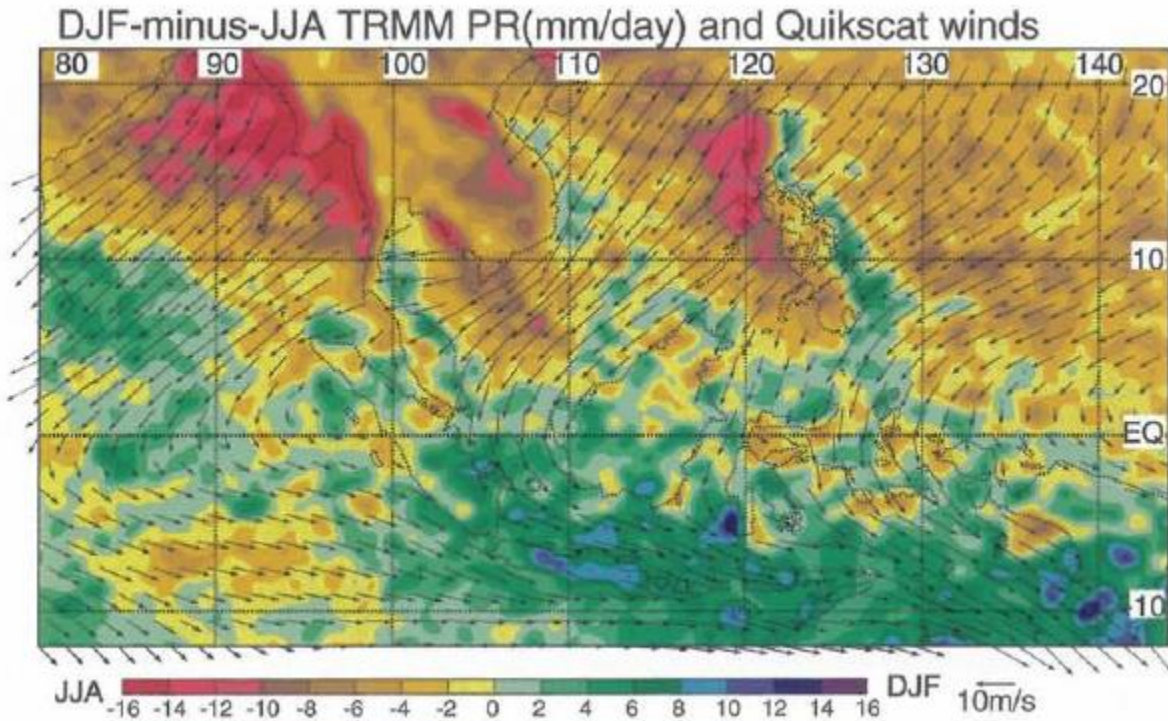 DJF-minus-JJA TRMM PR(mm/day) and Quikscat winds
80 90 100 110 120 130 140
20
10
EQ
-10
JJA -16 -14 -12 -10 -8 -6 -4 -2 0 2 4 6 8 10 12 14 16 DJF 10m/s